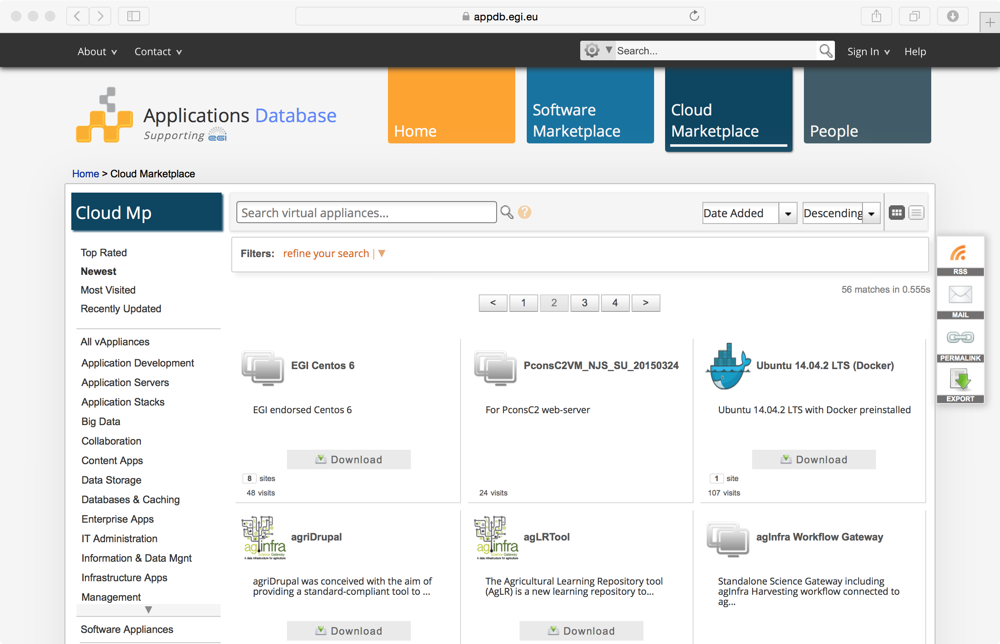 appdb.egi.eu
About
Contact
Search...
Sign In
Help
Applications Database
Supporting egi
Home
Software
Marketplace
Cloud
Marketplace
People
Home > Cloud Marketplace
Cloud Mp
Search virtual appliances...
?
Date Added
Descending
Top Rated
Newest
Most Visited
Recently Updated
All vAppliances
Application Development
Application Servers
Application Stacks
Big Data
Collaboration
Content Apps
Data Storage
Databases & Caching
Enterprise Apps
IT Administration
Information & Data Mgnt
Infrastructure Apps
Management
Software Appliances
Filters: refine your search |
56 matches in 0.555s
< 1 2 3 4 >
EGI Centos 6
EGI endorsed Centos 6
Download
8 sites
48 visits
PconsC2VM_NJS_SU_20150324
For PconsC2 web-server
24 visits
Ubuntu 14.04.2 LTS (Docker)
Ubuntu 14.04.2 LTS with Docker preinstalled
Download
1 site
107 visits
aginfra
Science Gateway
A data infrastructure for agriculture
agriDrupal
agriDrupal was conceived with the aim of
providing a standard-compliant tool to ...
Download
aginfra
Science Gateway
A data infrastructure for agriculture
agLRTool
The Agricultural Learning Repository tool
(AgLR) is a new learning repository to...
Download
agInfra Workflow Gateway
Standalone Science Gateway including
agInfra Harvesting workflow connected to
ag...
RSS
MAIL
PERMALINK
EXPORT